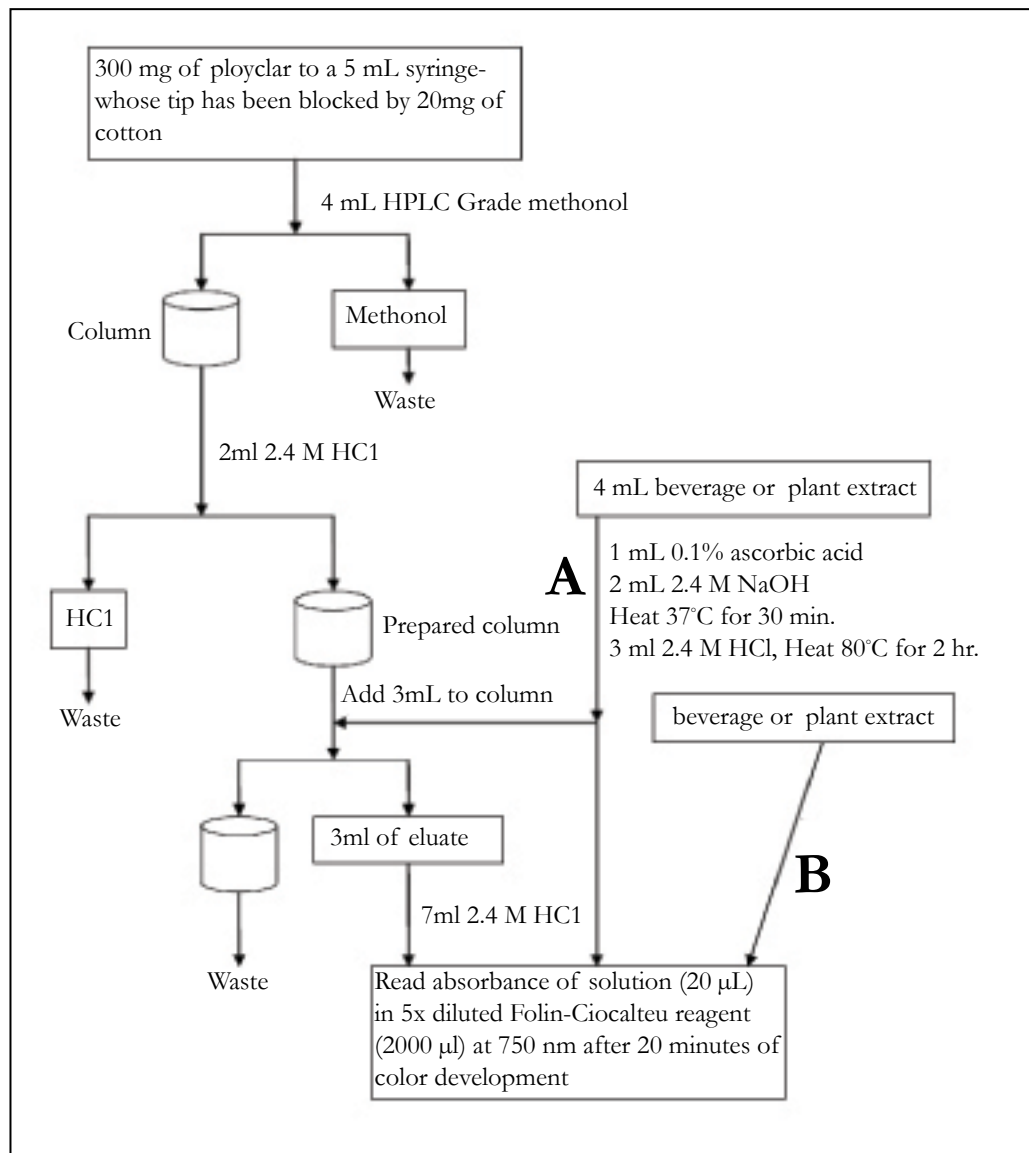 300 mg of ployclar to a 5 mL syringe-
whose tip has been blocked by 20mg of
cotton
4 mL HPLC Grade methonol
Column
Methonol
Waste
2ml 2.4 M HC1
4 mL beverage or plant extract
A
1 mL 0.1% ascorbic acid
2 mL 2.4 M NaOH
Heat 37°C for 30 min.
3 ml 2.4 M HCl, Heat 80°C for 2 hr.
HC1
Prepared column
Waste
Add 3mL to column
beverage or plant extract
3ml of eluate
B
7ml 2.4 M HC1
Waste
Read absorbance of solution (20 µL)
in 5x diluted Folin-Ciocalteu reagent
(2000 µl) at 750 nm after 20 minutes of
color development